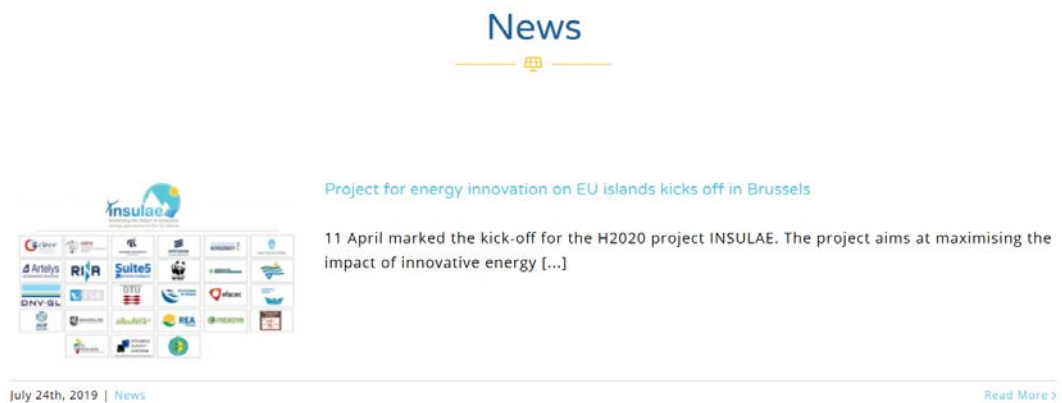 News
Project for energy innovation on EU islands kicks off in Brussels
11 April marked the kick-off for the H2020 project INSULAE. The project aims at maximising the
impact of innovative energy [...]
insulae
circe
Artelys
RINA
Suite5
WWF
DNV·GL
DTU
efacec
REA
July 24th, 2019 | News
Read More >